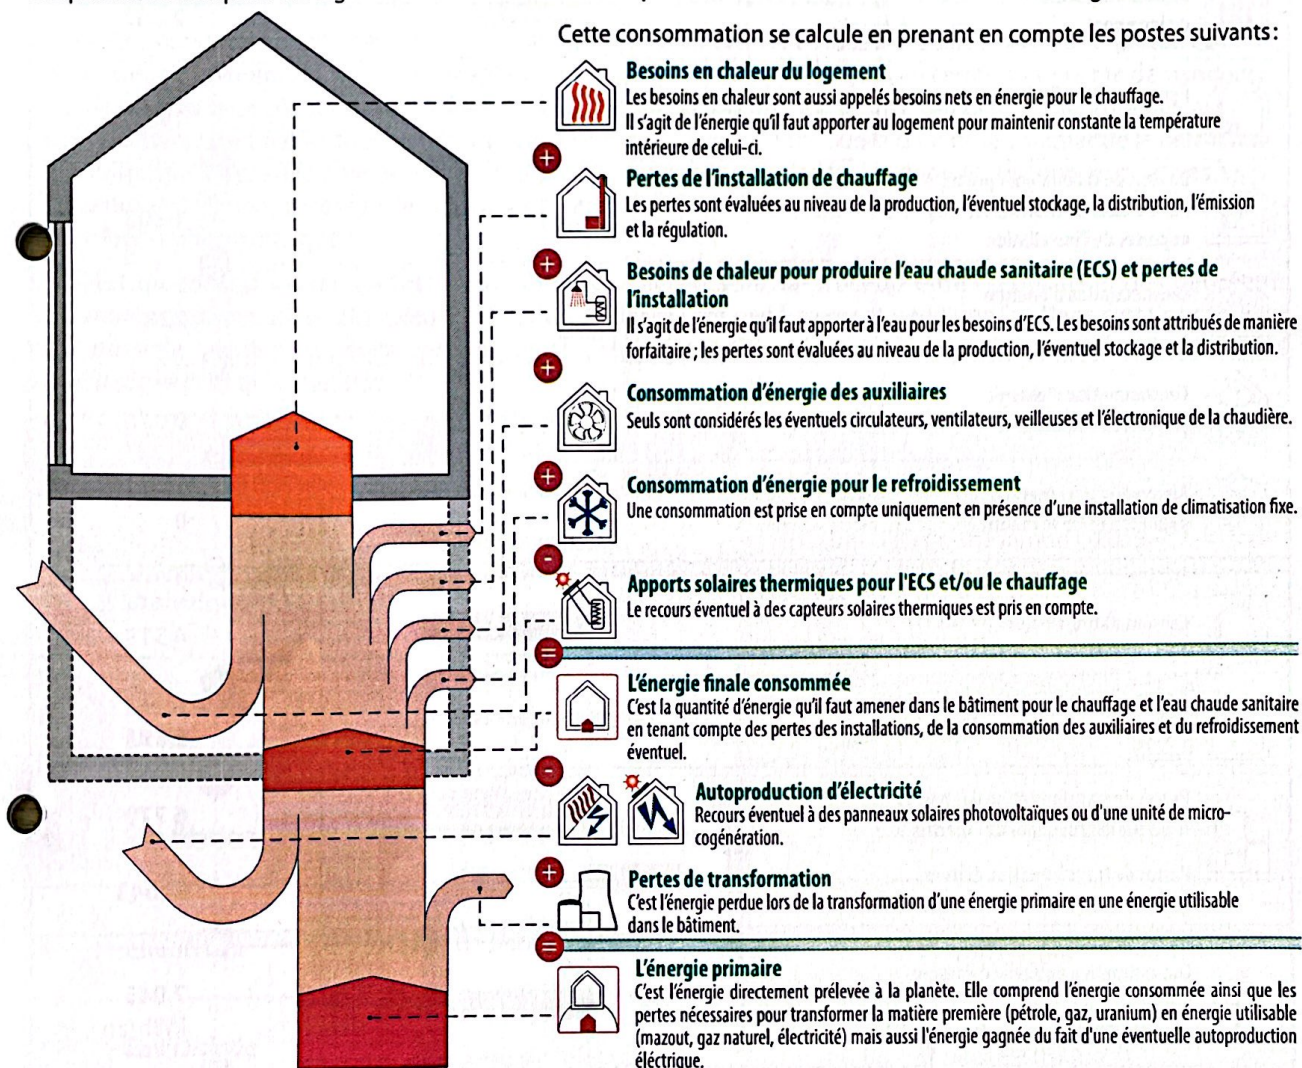 Cette consommation se calcule en prenant en compte les postes suivants:
Besoins en chaleur du logement
Les besoins en chaleur sont aussi appelés besoins nets en énergie pour le chauffage.
Il s'agit de l'énergie qu'il faut apporter au logement pour maintenir constante la température
intérieure de celui-ci.
+
Pertes de l'installation de chauffage
Les pertes sont évaluées au niveau de la production, l'éventuel stockage, la distribution, l'émission
et la régulation.
+
Besoins de chaleur pour produire l'eau chaude sanitaire (ECS) et pertes de
l'installation
Il s'agit de l'énergie qu'il faut apporter à l'eau pour les besoins d'ECS. Les besoins sont attribués de manière
forfaitaire ; les pertes sont évaluées au niveau de la production, l'éventuel stockage et la distribution.
+
Consommation d'énergie des auxiliaires
Seuls sont considérés les éventuels circulateurs, ventilateurs, veilleuses et l'électronique de la chaudière.
+
Consommation d'énergie pour le refroidissement
Une consommation est prise en compte uniquement en présence d'une installation de climatisation fixe.
-
Apports solaires thermiques pour l'ECS et/ou le chauffage
Le recours éventuel à des capteurs solaires thermiques est pris en compte.
=
L'énergie finale consommée
C'est la quantité d'énergie qu'il faut amener dans le bâtiment pour le chauffage et l'eau chaude sanitaire
en tenant compte des pertes des installations, de la consommation des auxiliaires et du refroidissement
éventuel.
-
Autoproduction d'électricité
Recours éventuel à des panneaux solaires photovoltaïques ou d'une unité de micro-
cogénération.
+
Pertes de transformation
C'est l'énergie perdue lors de la transformation d'une énergie primaire en une énergie utilisable
dans le bâtiment.
=
L'énergie primaire
C'est l'énergie directement prélevée à la planète. Elle comprend l'énergie consommée ainsi que les
pertes nécessaires pour transformer la matière première (pétrole, gaz, uranium) en énergie utilisable
(mazout, gaz naturel, électricité) mais aussi l'énergie gagnée du fait d'une éventuelle autoproduction
éléctrique.